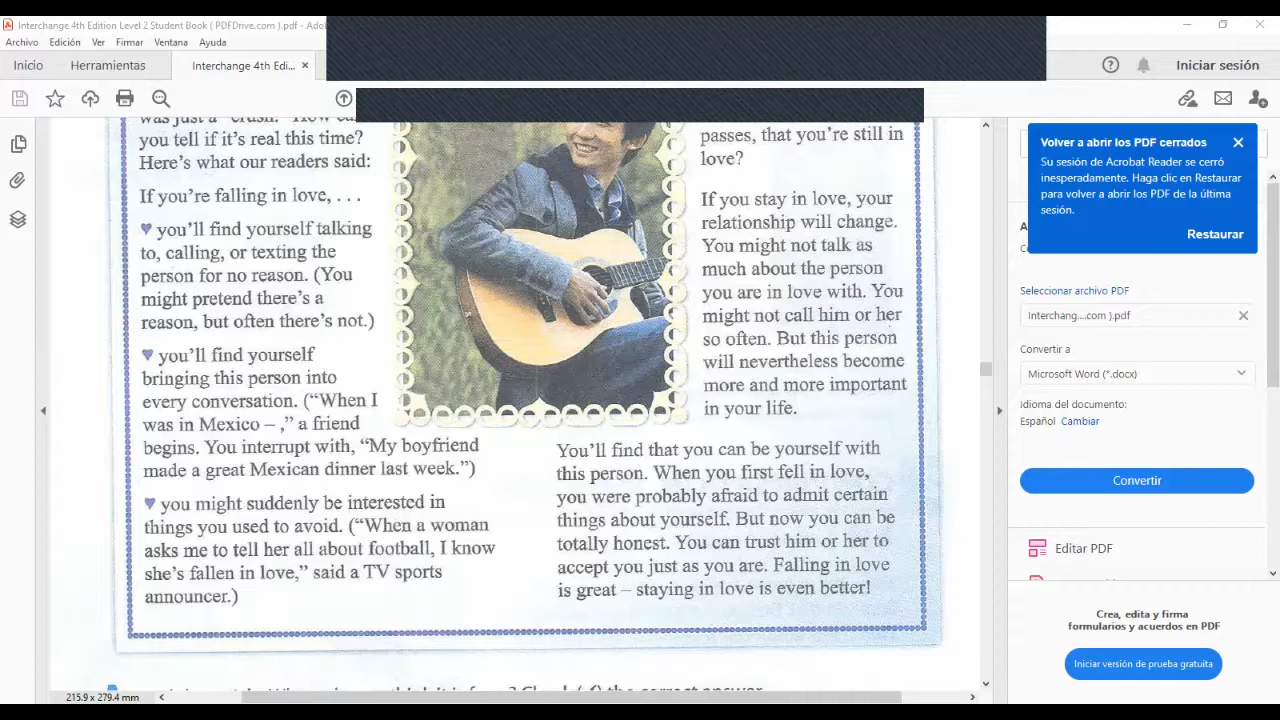 Interchange 4th Edition Level 2 Student Book ( PDFDrive.com ).pdf - Adob
Archivo Edición Ver Firmar Ventana Ayuda
Inicio Herramientas Interchange 4th Edi... × Iniciar sesión
you tell if it's real this time?
Here's what our readers said:
If you're falling in love, . . .
you'll find yourself talking
to, calling, or texting the
person for no reason. (You
might pretend there's a
reason, but often there's not.)
you'll find yourself
bringing this person into
every conversation. ("When I
was in Mexico – ," a friend
begins. You interrupt with, "My boyfriend
made a great Mexican dinner last week.")
you might suddenly be interested in
things you used to avoid. ("When a woman
asks me to tell her all about football, I know
she's fallen in love," said a TV sports
announcer.)
passes, that you're still in
love?
If you stay in love, your
relationship will change.
You might not talk as
much about the person
you are in love with. You
might not call him or her
so often. But this person
will nevertheless become
more and more important
in your life.
You'll find that you can be yourself with
this person. When you first fell in love,
you were probably afraid to admit certain
things about yourself. But now you can be
totally honest. You can trust him or her to
accept you just as you are. Falling in love
is great – staying in love is even better!
215.9 x 279.4 mm
Volver a abrir los PDF cerrados
Su sesión de Acrobat Reader se cerró
inesperadamente. Haga clic en Restaurar
para volver a abrir los PDF de la última
sesión.
Restaurar
Seleccionar archivo PDF
Interchang....com ).pdf
Convertir a
Microsoft Word (*.docx)
Idioma del documento:
Español Cambiar
Convertir
Editar PDF
Crea, edita y firma
formularios y acuerdos en PDF
Iniciar versión de prueba gratuita